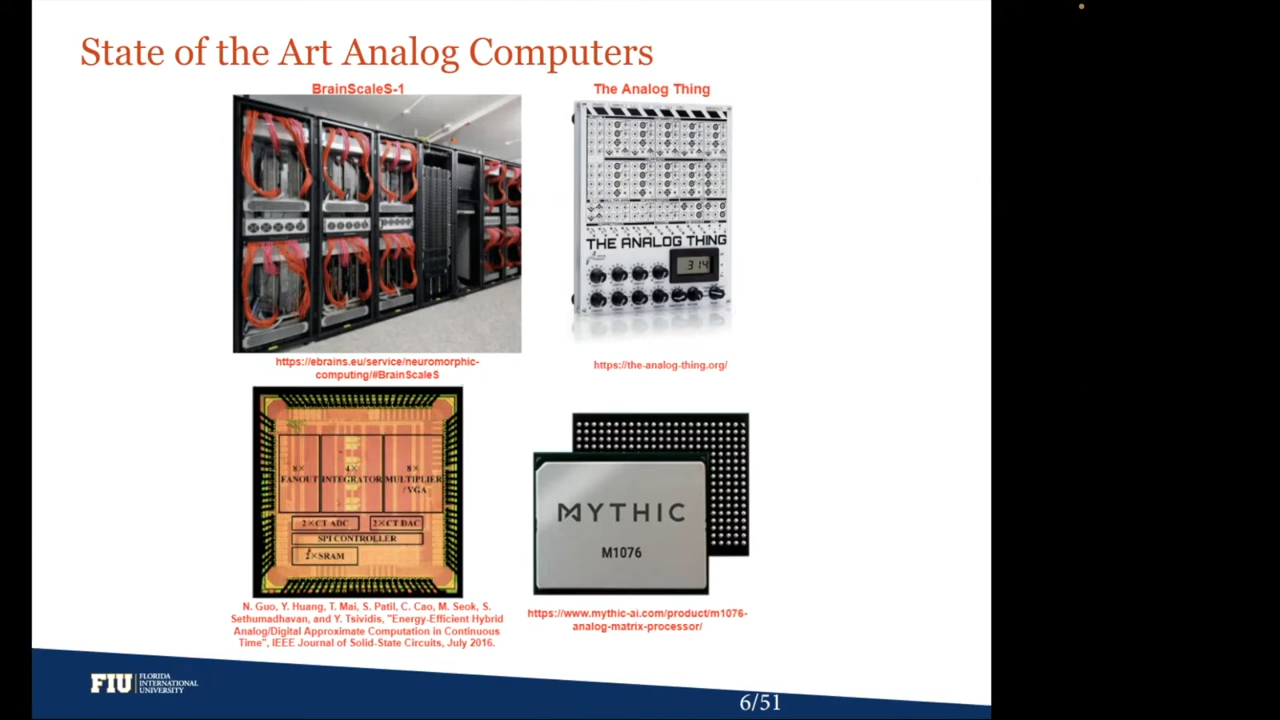 State of the Art Analog Computers
BrainScaleS-1
The Analog Thing
THE ANALOG THING
314
https://ebrains.eu/service/neuromorphic-
computing/#BrainScaleS
https://the-analog-thing.org/
8×
FANOUT
4×
INTEGRATOR
8×
MULTIPLIER
/ VGA
2×CT ADC
2×CT DAC
SPI CONTROLLER
2×SRAM
MYTHIC
M1076
N. Guo, Y. Huang, T. Mai, S. Patil, C. Cao, M. Seok, S.
Sethumadhavan, and Y. Tsividis, "Energy-Efficient Hybrid
Analog/Digital Approximate Computation in Continuous
Time", IEEE Journal of Solid-State Circuits, July 2016.
https://www.mythic-ai.com/product/m1076-
analog-matrix-processor/
FIU
FLORIDA
INTERNATIONAL
UNIVERSITY
6/51